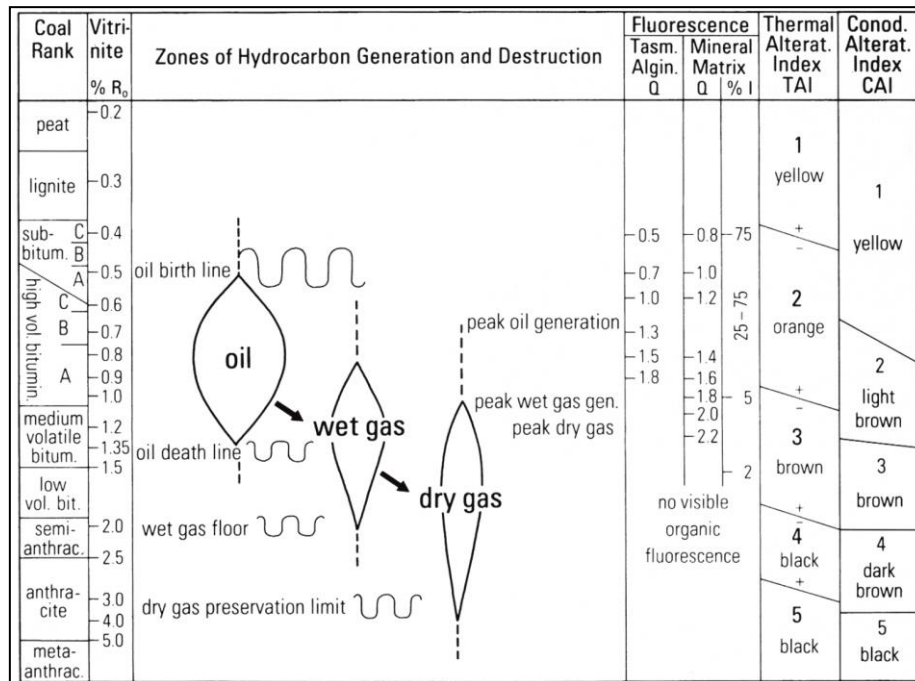 Coal
Rank
Vitri-
nite
% Ro
Zones of Hydrocarbon Generation and Destruction
Fluorescence
Tasm.
Algin.
Q
Mineral
Matrix
Q
% I
Thermal
Alterat.
Index
TAI
Conod.
Alterat.
Index
CAI
peat
lignite
sub-
bitum.
C
B
A
high vol. bitumin.
C
B
A
medium
volatile
bitum.
low
vol. bit.
semi-
anthrac.
anthra-
cite
meta-
anthrac.
0.2
0.3
0.4
0.5
0.6
0.7
0.8
0.9
1.0
1.2
1.35
1.5
2.0
2.5
3.0
4.0
5.0
oil birth line
oil
peak oil generation
wet gas
peak wet gas gen.
peak dry gas
oil death line
dry gas
wet gas floor
dry gas preservation limit
0.5
0.7
1.0
1.3
1.5
1.8
0.8
1.0
1.2
1.4
1.6
1.8
2.0
2.2
75
25-75
5
2
no visible
organic
fluorescence
1
yellow
+
−
2
orange
+
−
3
brown
+
−
4
black
+
5
black
1
yellow
2
light
brown
3
brown
4
dark
brown
5
black